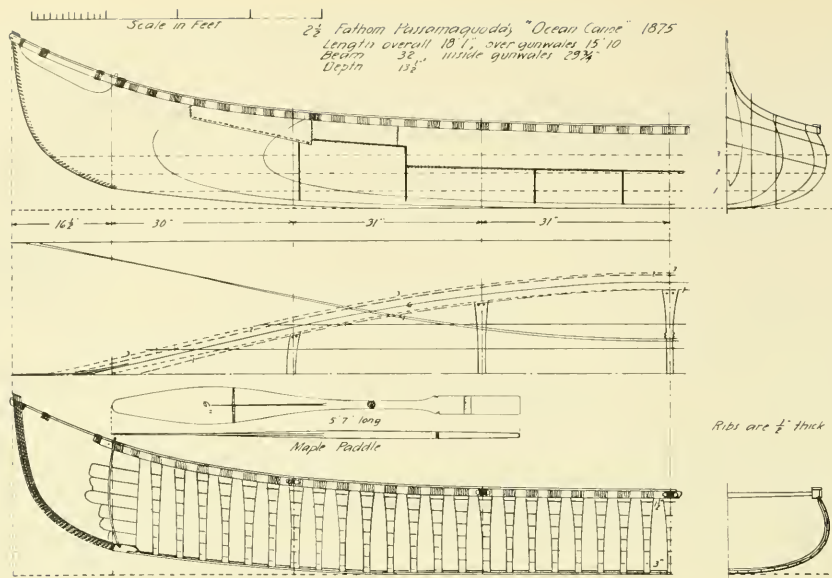 Scale in Feet
2½ Fathom Passamaquoddy "Ocean Canoe" 1875
Length overall 18' 1", over gunwales 15' 10
Beam 32", inside gunwales 29¾"
Depth 13½"
16½" 30" 31" 31"
5' 7" long
Maple Paddle
Ribs are ½" thick
3"